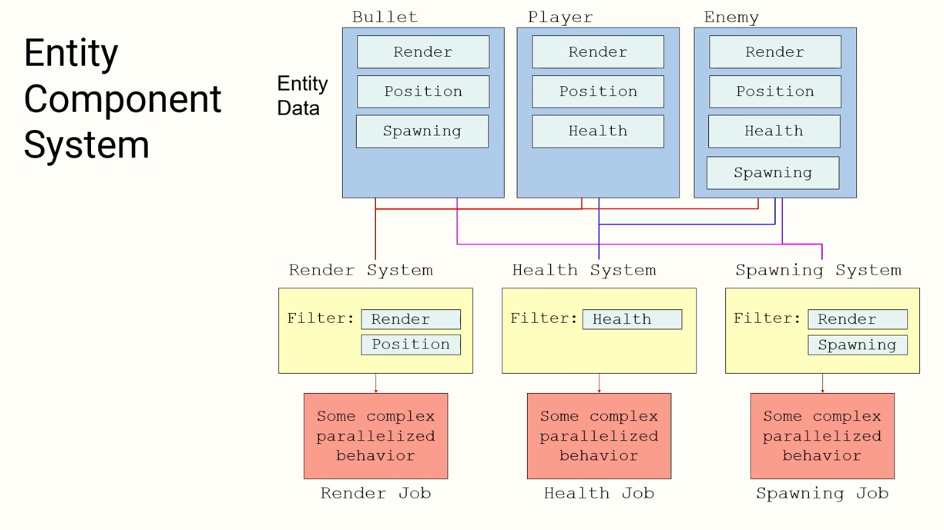 Entity
Component
System
Entity
Data
Bullet
Render
Position
Spawning
Player
Render
Position
Health
Enemy
Render
Position
Health
Spawning
Render System
Filter: Render
Position
Some complex
parallelized
behavior
Render Job
Health System
Filter: Health
Some complex
parallelized
behavior
Health Job
Spawning System
Filter: Render
Spawning
Some complex
parallelized
behavior
Spawning Job